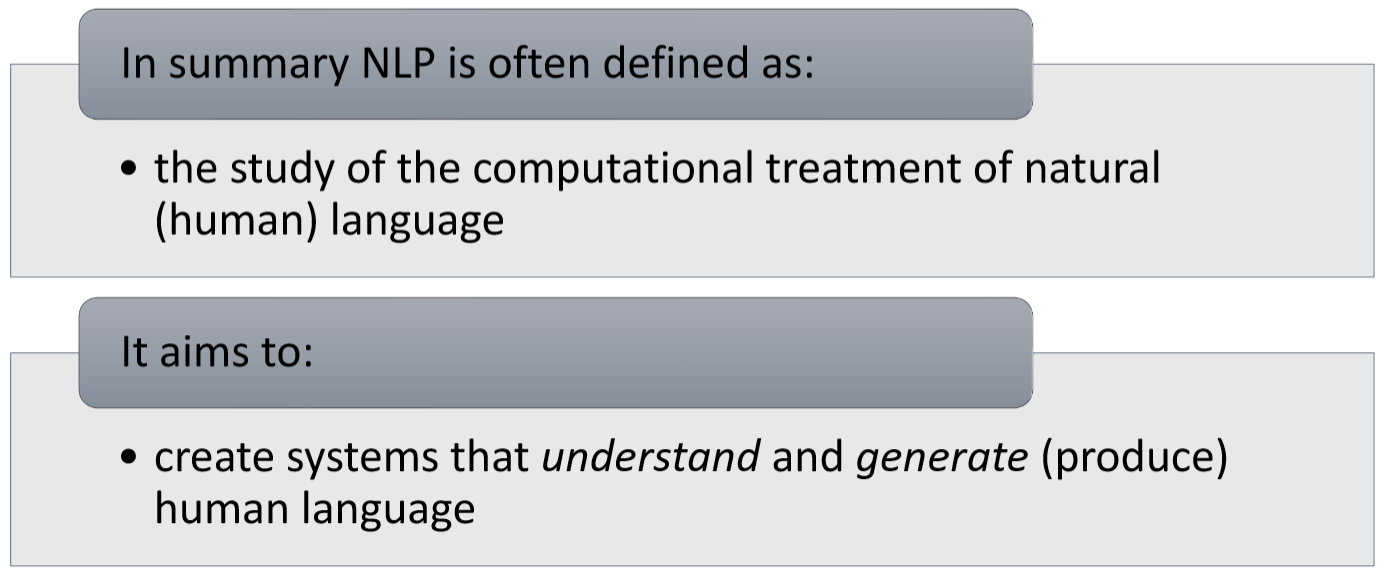 In summary NLP is often defined as:
• the study of the computational treatment of natural
(human) language
It aims to:
• create systems that understand and generate (produce)
human language